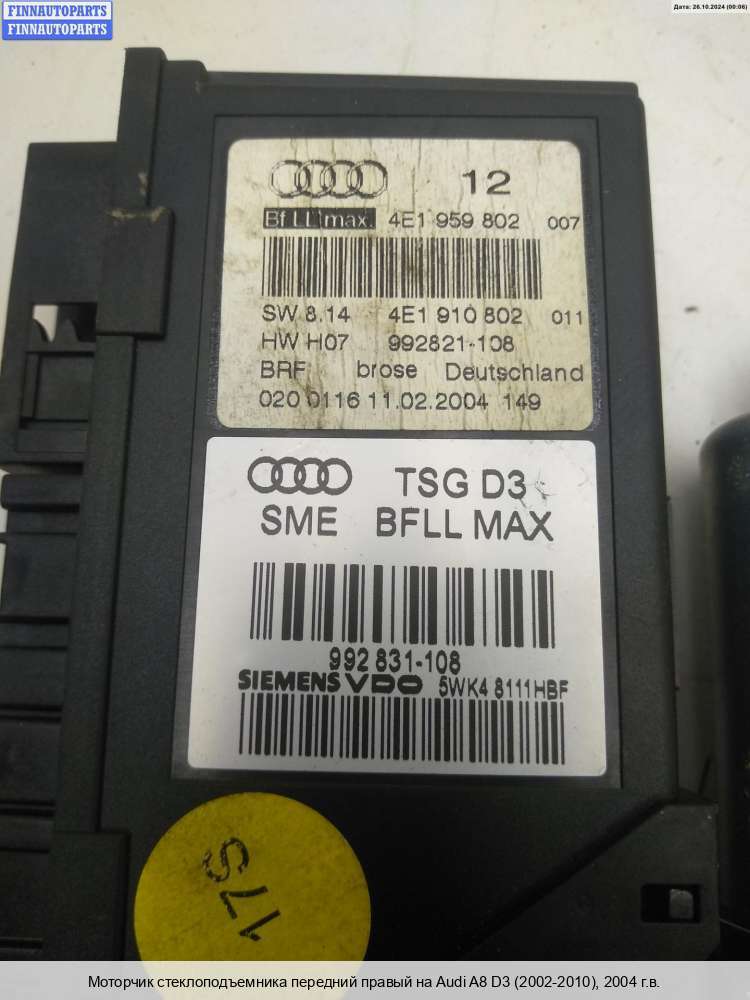 FINNAUTOPARTS
FINNAUTOPARTS
Дата: 26.10.2024 (00:06)
12
Bf LL max. 4E1 959 802 007
SW 8.14 4E1 910 802 011
HW H07 992821-108
BRF brose Deutschland
020 0116 11.02.2004 149
TSG D3
SME BFLL MAX
992 831-108
SIEMENS VDO 5WK4 8111HBF
17S
Моторчик стеклоподъемника передний правый на Audi A8 D3 (2002-2010), 2004 г.в.